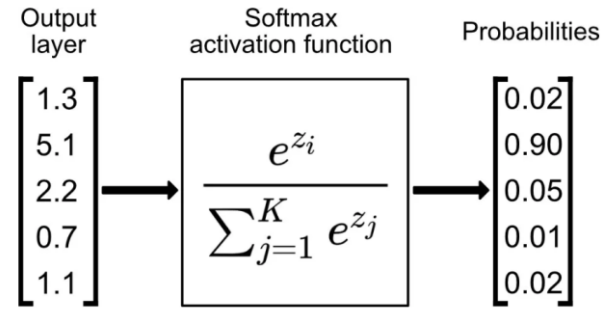 Output
layer
Softmax
activation function
Probabilities
1.3
5.1
2.2
0.7
1.1
e^{z_i}
∑_{j=1}^{K} e^{z_j}
0.02
0.90
0.05
0.01
0.02